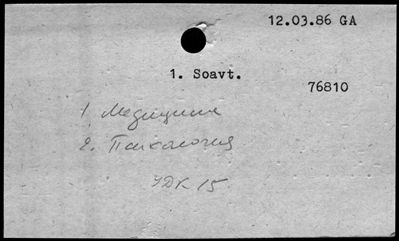 12.03.86 GA
1. Soavt.
76810
1. Медицина
2. Психология
УДК 15